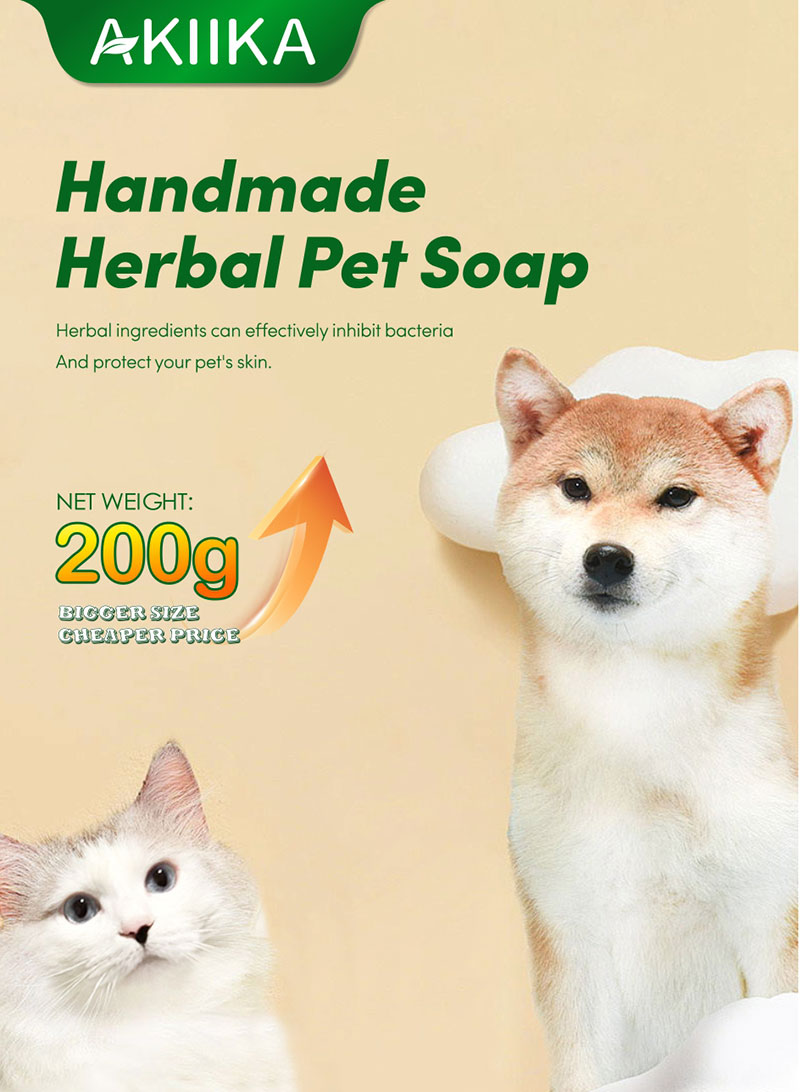 AKIIKA
Handmade
Herbal Pet Soap
Herbal ingredients can effectively inhibit bacteria
And protect your pet's skin.
NET WEIGHT:
200g
BIGGER SIZE
CHEAPER PRICE